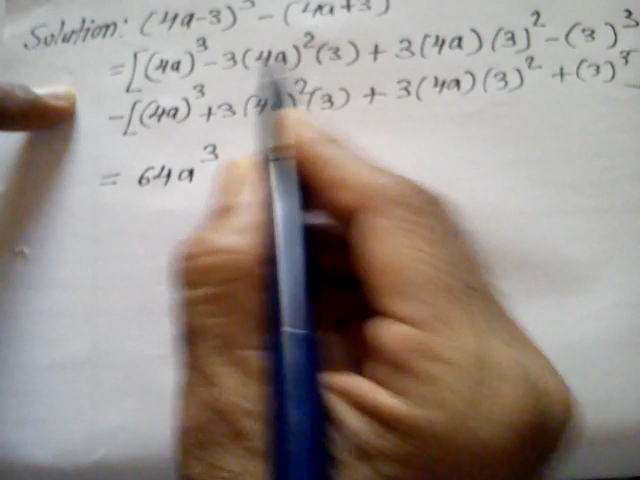 Solution: (4a-3)³ - (4a+3)
= [(4a)³ - 3(4a)²(3) + 3(4a)(3)² - (3)³
-[(4a)³ + 3(4a)²(3) + 3(4a)(3)² + (3)³
= 64a³